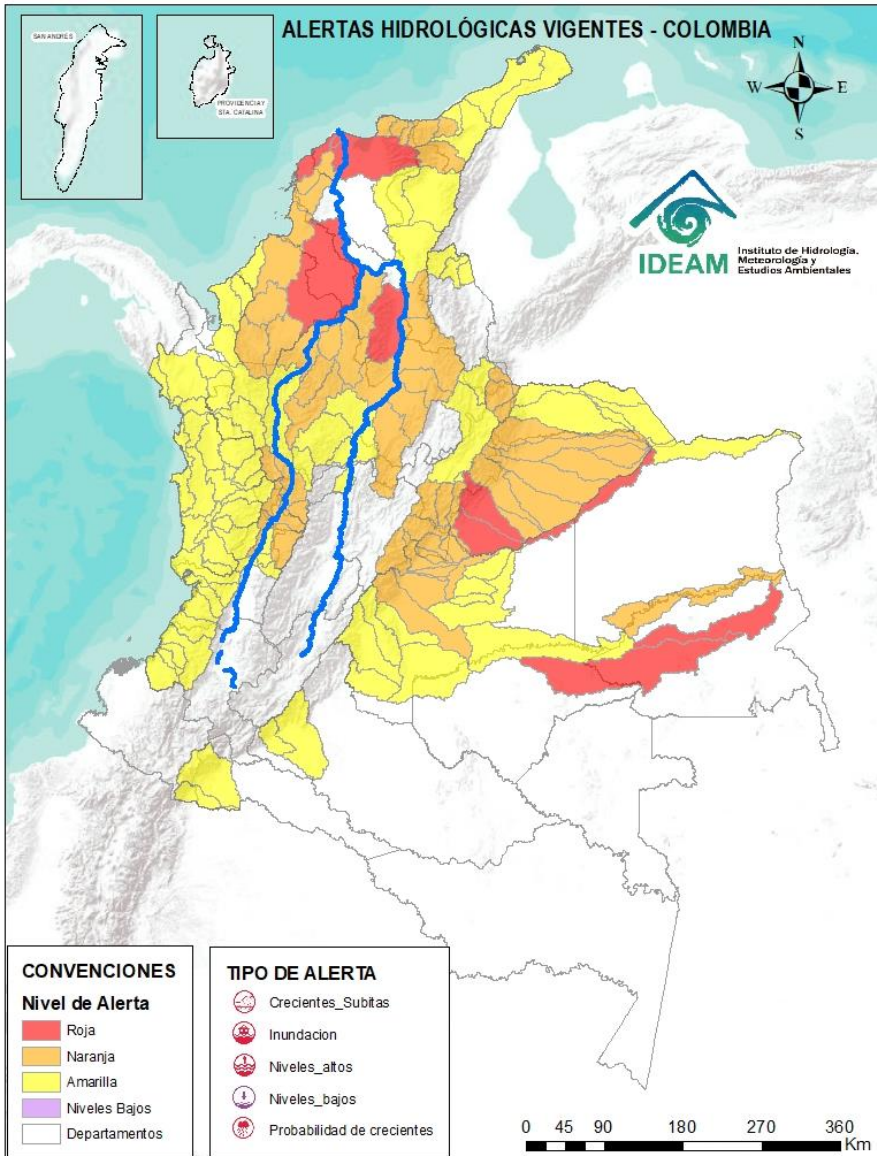 ALERTAS HIDROLÓGICAS VIGENTES - COLOMBIA
SAN ANDRÉS
PROVIDENCIA Y
STA. CATALINA
N
W
E
S
IDEAM
Instituto de Hidrología,
Meteorología y
Estudios Ambientales
CONVENCIONES
Nivel de Alerta
Roja
Naranja
Amarilla
Niveles Bajos
Departamentos
TIPO DE ALERTA
Crecientes_Subitas
Inundacion
Niveles_altos
Niveles_bajos
Probabilidad de crecientes
0 45 90 180 270 360
Km